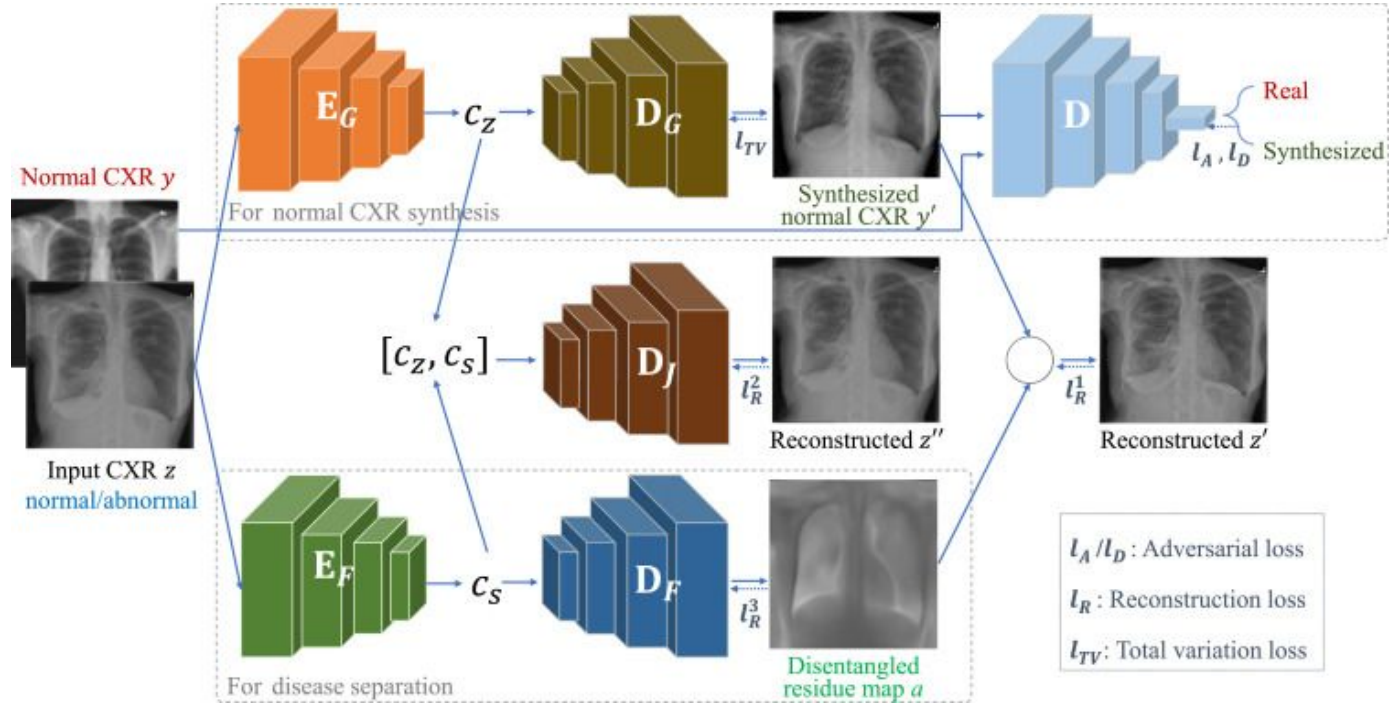 E_G
c_z
D_G
l_TV
D
Real
l_A , l_D
Synthesized
Normal CXR y
For normal CXR synthesis
Synthesized
normal CXR y′
[c_z, c_s]
D_J
l_R^2
l_R^1
Reconstructed z″
Reconstructed z′
Input CXR z
normal/abnormal
E_F
c_s
D_F
l_R^3
l_A /l_D : Adversarial loss
l_R : Reconstruction loss
l_TV : Total variation loss
For disease separation
Disentangled
residue map a